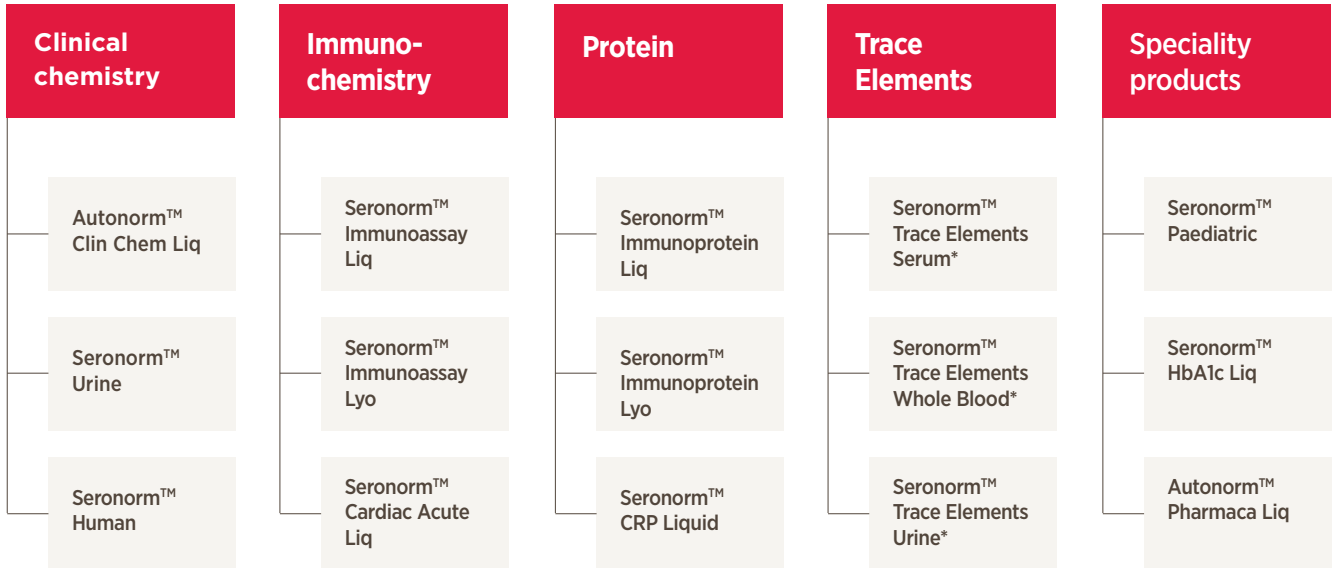 Clinical
chemistry
Autonorm™
Clin Chem Liq
Seronorm™
Urine
Seronorm™
Human
Immuno-
chemistry
Seronorm™
Immunoassay
Liq
Seronorm™
Immunoassay
Lyo
Seronorm™
Cardiac Acute
Liq
Protein
Seronorm™
Immunoprotein
Liq
Seronorm™
Immunoprotein
Lyo
Seronorm™
CRP Liquid
Trace
Elements
Seronorm™
Trace Elements
Serum*
Seronorm™
Trace Elements
Whole Blood*
Seronorm™
Trace Elements
Urine*
Speciality
products
Seronorm™
Paediatric
Seronorm™
HbA1c Liq
Autonorm™
Pharmaca Liq